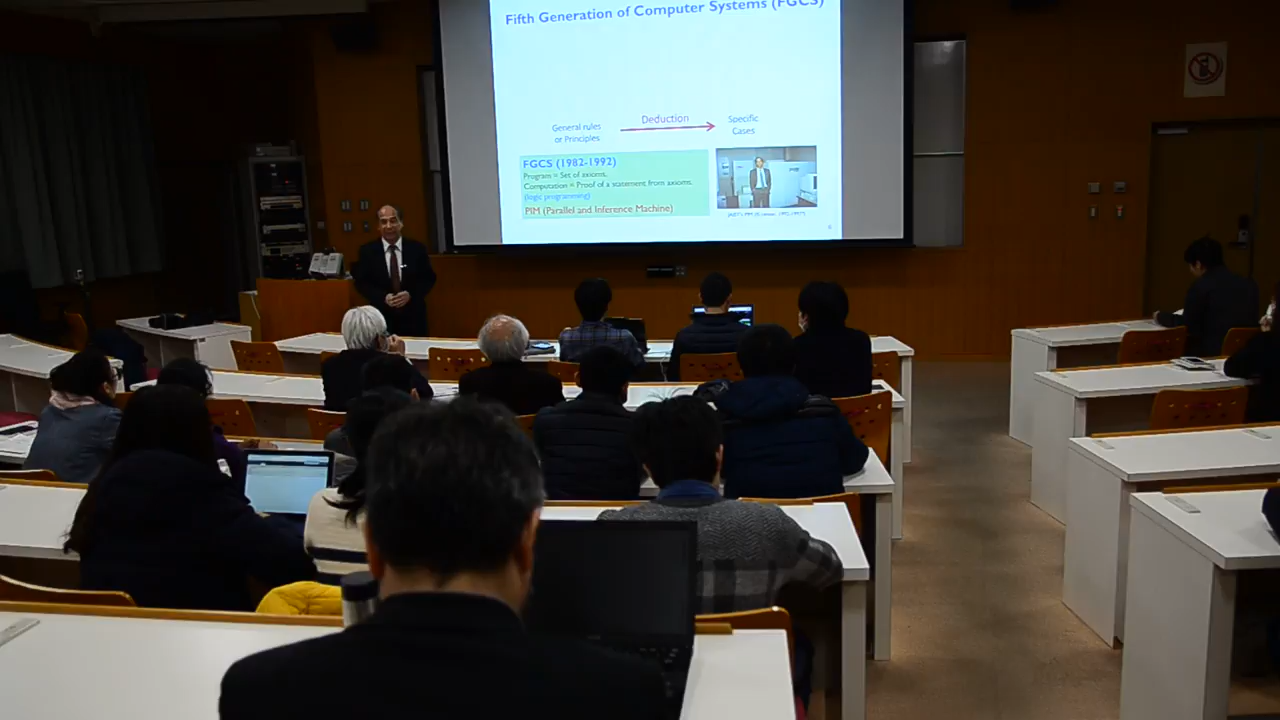 Fifth Generation of Computer Systems (FGCS)
Deduction
General rules
or Principles
Specific
Cases
FGCS (1982-1992)
Program = Set of axioms.
Computation = Proof of a statement from axioms.
(logic programming)
PIM (Parallel and Inference Machine)